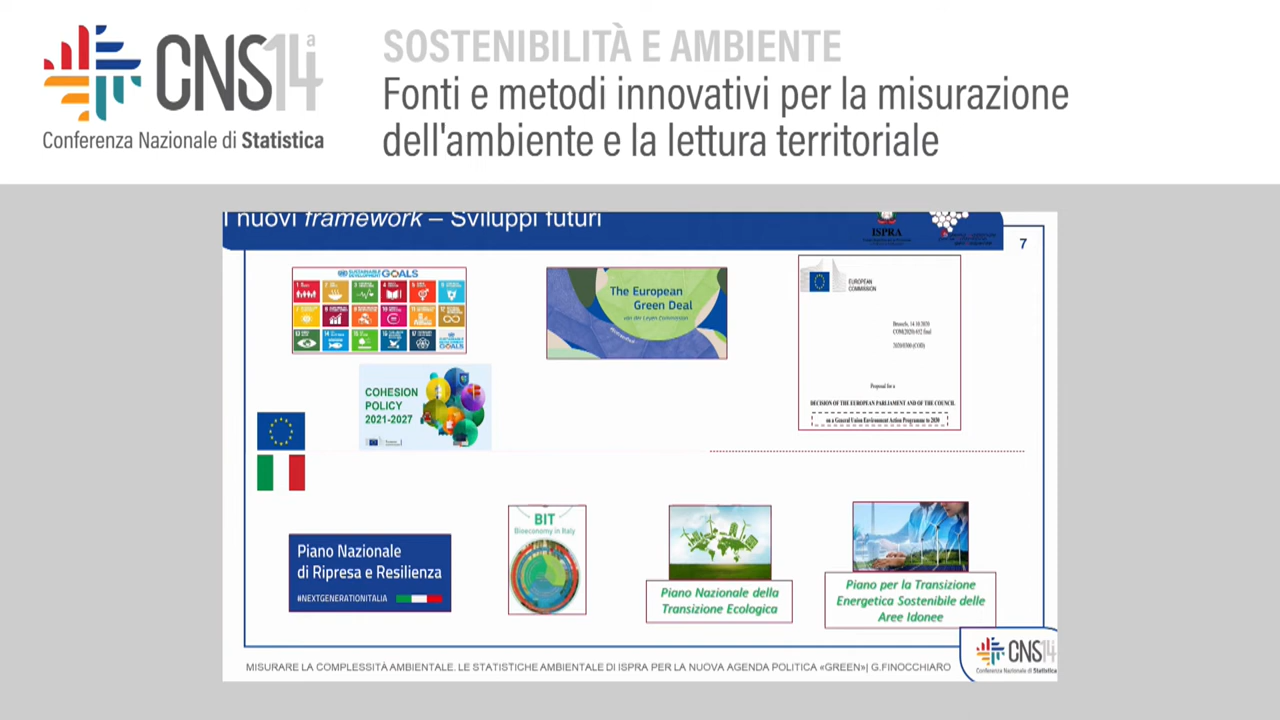 CNS14ª
Conferenza Nazionale di Statistica
SOSTENIBILITÀ E AMBIENTE
Fonti e metodi innovativi per la misurazione
dell'ambiente e la lettura territoriale
I nuovi framework – Sviluppi futuri
ISPRA
7
SUSTAINABLE DEVELOPMENT GOALS
The European
Green Deal
von der Leyen Commission
EUROPEAN
COMMISSION
Brussels, 14.10.2020
COM(2020) 652 final
2020/0300 (COD)
Proposal for a
DECISION OF THE EUROPEAN PARLIAMENT AND OF THE COUNCIL
on a General Union Environment Action Programme to 2030
COHESION
POLICY
2021-2027
Piano Nazionale
di Ripresa e Resilienza
#NEXTGENERATIONITALIA
BIT
Bioeconomy in Italy
Piano Nazionale della
Transizione Ecologica
Piano per la Transizione
Energetica Sostenibile delle
Aree Idonee
MISURARE LA COMPLESSITÀ AMBIENTALE. LE STATISTICHE AMBIENTALE DI ISPRA PER LA NUOVA AGENDA POLITICA «GREEN»| G.FINOCCHIARO
CNS14
Conferenza Nazionale di Statistica